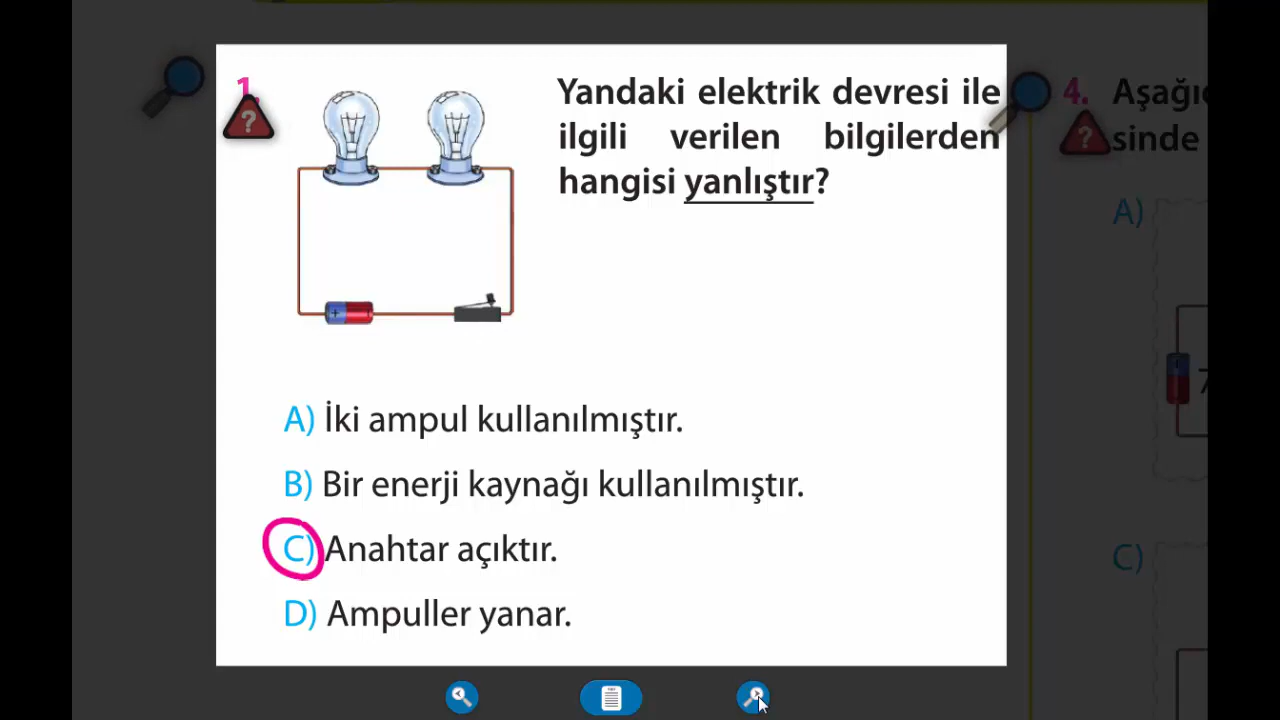 1.
?
Yandaki elektrik devresi ile
ilgili verilen bilgilerden
hangisi yanlıştır?
+
A) İki ampul kullanılmıştır.
B) Bir enerji kaynağı kullanılmıştır.
C) Anahtar açıktır.
D) Ampuller yanar.
4.
?
sinde
A)
C)